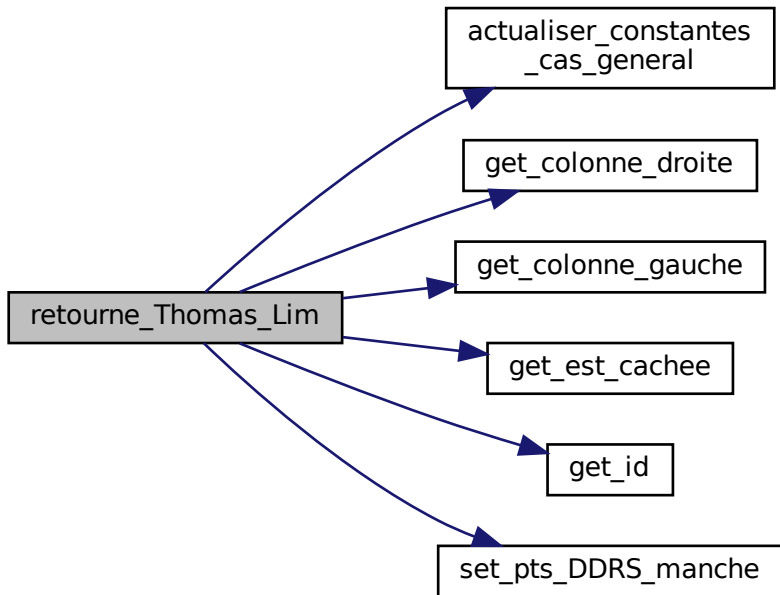 actualiser_constantes
_cas_general
get_colonne_droite
get_colonne_gauche
retourne_Thomas_Lim
get_est_cachee
get_id
set_pts_DDRS_manche